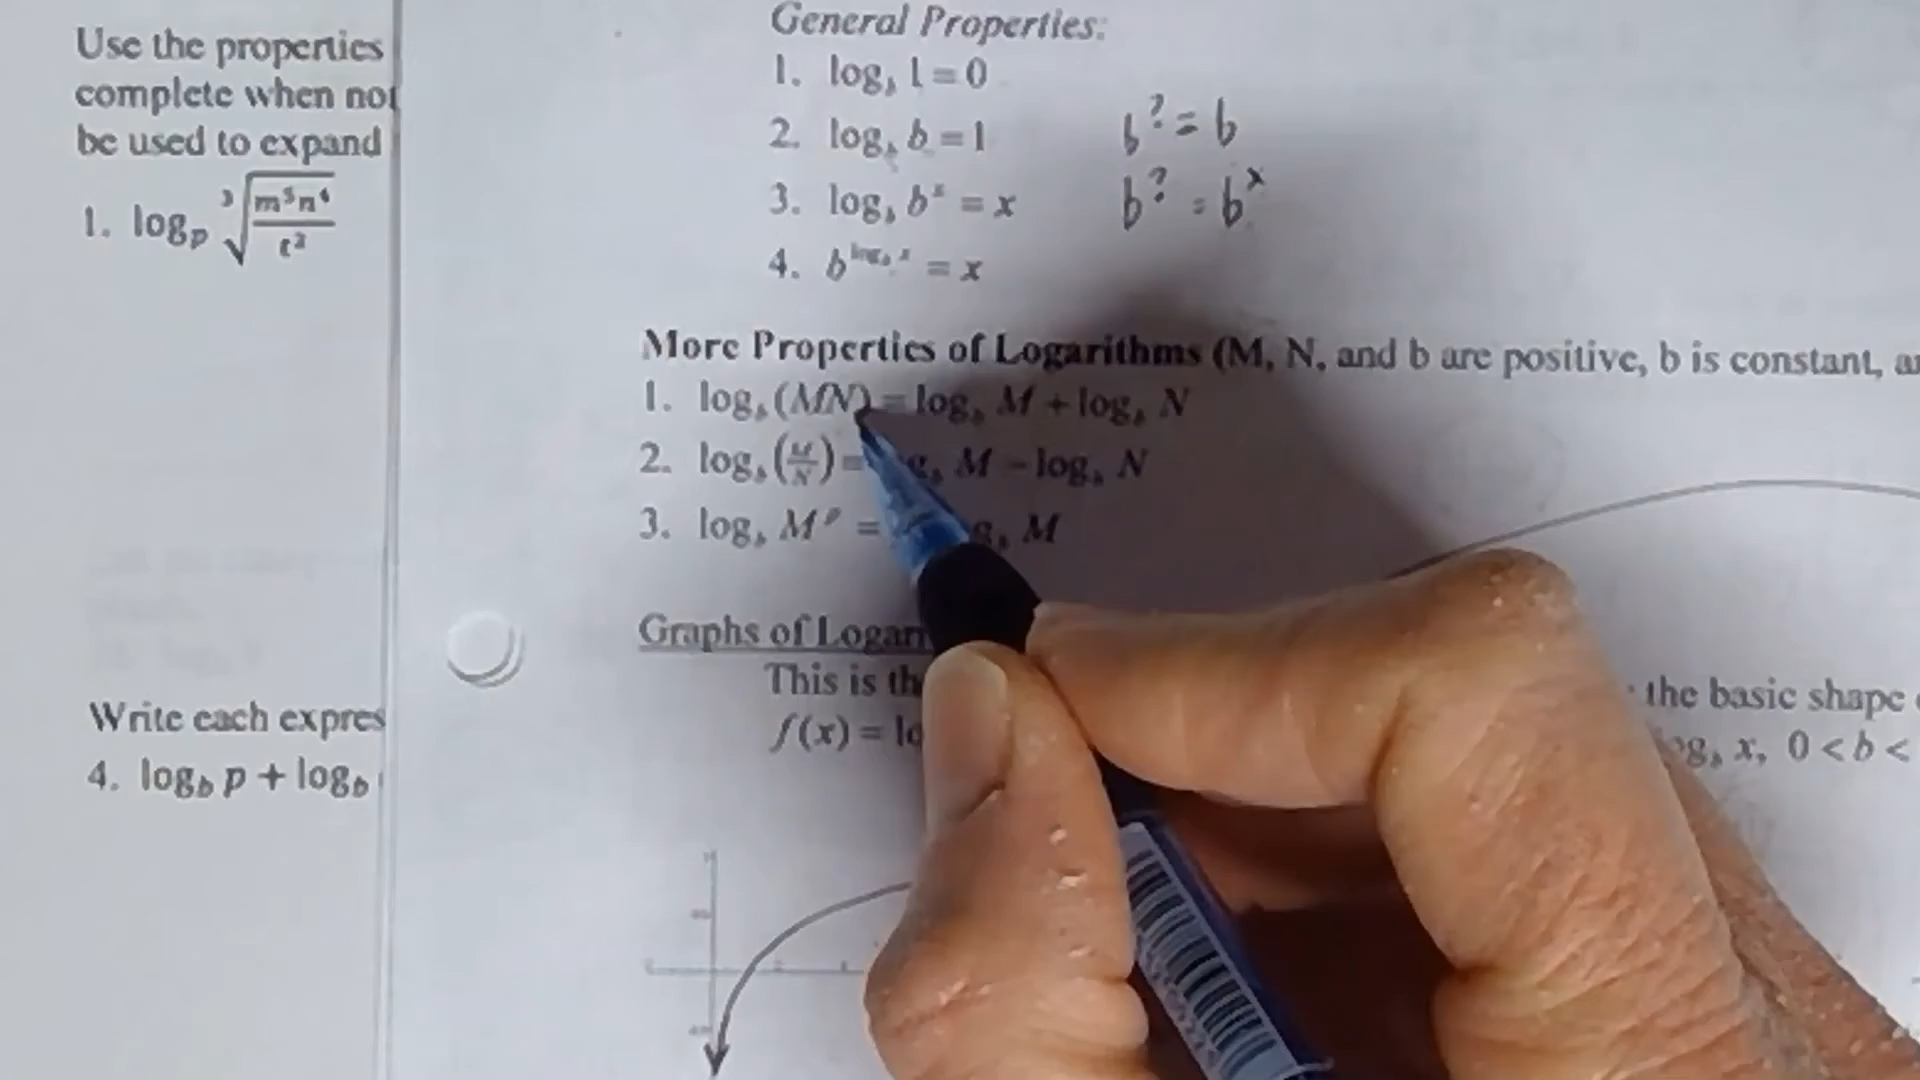 Use the properties
complete when not
be used to expand
1. log_p ∛(m⁵n⁴/t²)
Write each expres
4. log_b p + log_b
General Properties:
1. log_b 1 = 0
2. log_b b = 1
3. log_b b^x = x
4. b^(log_b x) = x
b^? = b
b^? = b^x
More Properties of Logarithms (M, N, and b are positive, b is constant,
1. log_b (MN) = log_b M + log_b N
2. log_b (M/N) = M - log_b N
3. log_b M^p = M
Graphs of Logar
This is th
the basic shape
f(x) = lo
x, 0 < b <